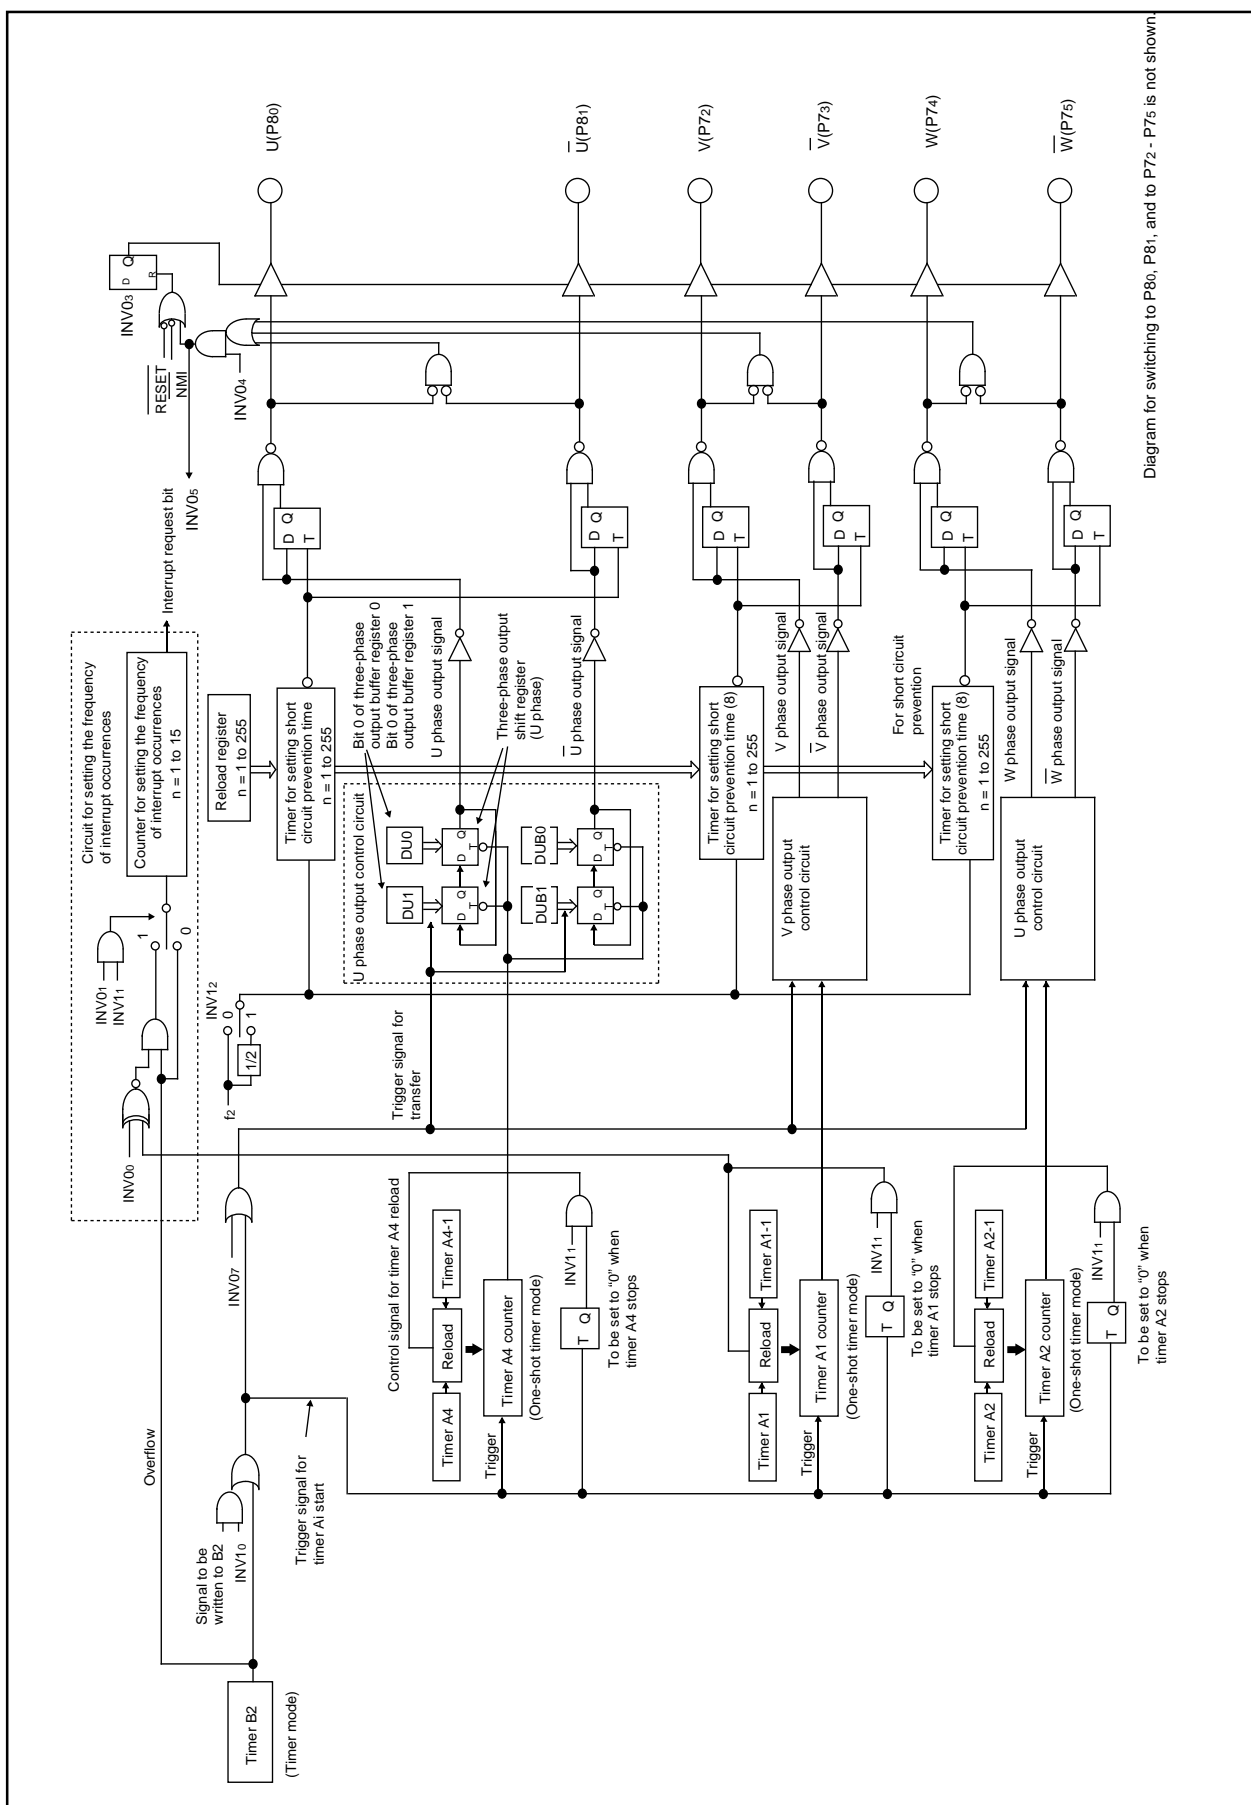 Diagram for switching to P80, P81, and to P72 - P75 is not shown.
U(P80)
U(P81)
V(P72)
V(P73)
W(P74)
W(P75)
INV03
D Q
R
RESET
NMI
INV04
INV05
Interrupt request bit
Circuit for setting the frequency
of interrupt occurrences
Counter for setting the frequency
of interrupt occurrences
n = 1 to 15
1
0
INV01
INV11
INV00
Overflow
Reload register
n = 1 to 255
Timer for setting short
circuit prevention time
n = 1 to 255
D Q
T
INV12
0
1
1/2
f2
Bit 0 of three-phase
output buffer register 0
Bit 0 of three-phase
output buffer register 1
U phase output control circuit
DU0
DU1
D Q
T
D Q
T
DUB0
DUB1
D Q
T
D Q
T
U phase output signal
Three-phase output
shift register
(U phase)
U phase output signal
D Q
T
Trigger signal for
transfer
INV07
Signal to be
written to B2
INV10
Trigger signal for
timer Ai start
Timer B2
(Timer mode)
Control signal for timer A4 reload
Timer A4
Reload
Timer A4-1
Trigger
Timer A4 counter
(One-shot timer mode)
INV11
T Q
To be set to “0” when
timer A4 stops
Timer for setting short
circuit prevention time (8)
n = 1 to 255
D Q
T
V phase output signal
V phase output signal
D Q
T
V phase output
control circuit
Timer A1
Reload
Timer A1-1
Trigger
Timer A1 counter
(One-shot timer mode)
INV11
T Q
To be set to “0” when
timer A1 stops
For short circuit
prevention
Timer for setting short
circuit prevention time (8)
n = 1 to 255
D Q
T
W phase output signal
W phase output signal
D Q
T
U phase output
control circuit
Timer A2
Reload
Timer A2-1
Trigger
Timer A2 counter
(One-shot timer mode)
INV11
T Q
To be set to “0” when
timer A2 stops